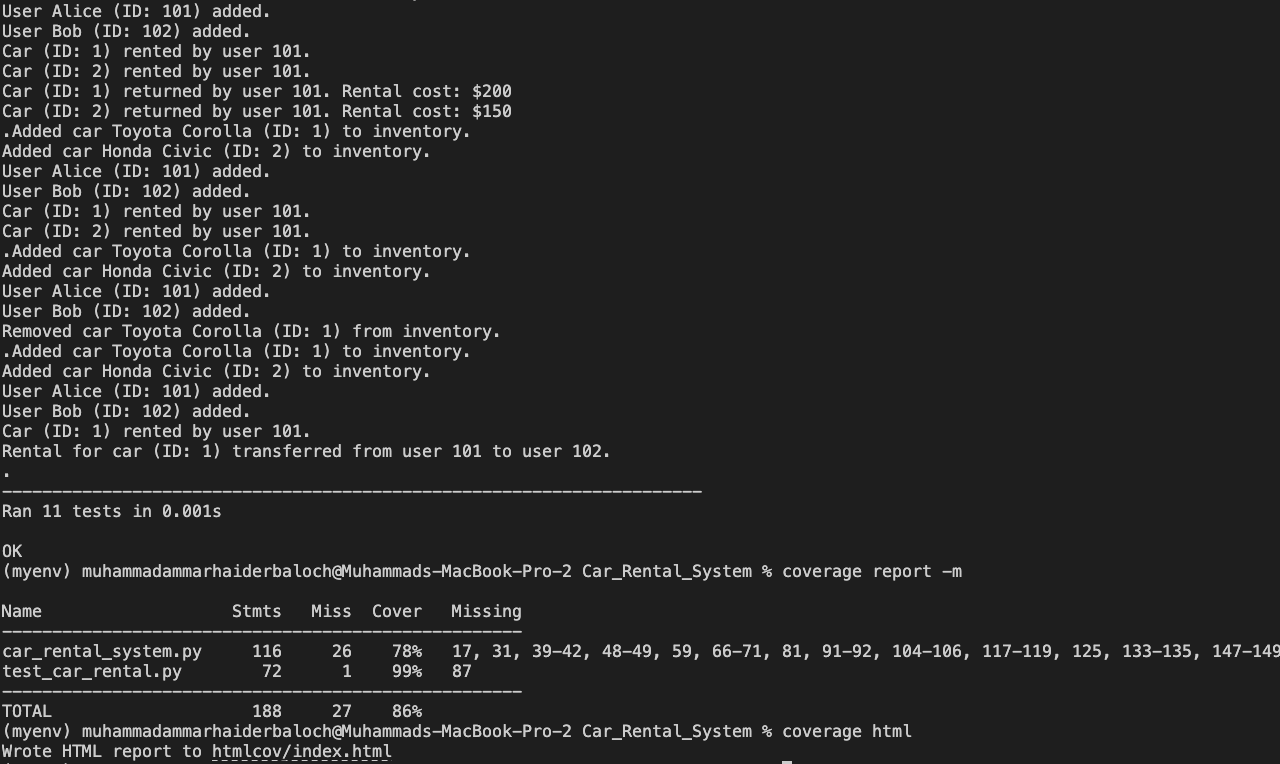 User Alice (ID: 101) added.
User Bob (ID: 102) added.
Car (ID: 1) rented by user 101.
Car (ID: 2) rented by user 101.
Car (ID: 1) returned by user 101. Rental cost: $200
Car (ID: 2) returned by user 101. Rental cost: $150
.Added car Toyota Corolla (ID: 1) to inventory.
Added car Honda Civic (ID: 2) to inventory.
User Alice (ID: 101) added.
User Bob (ID: 102) added.
Car (ID: 1) rented by user 101.
Car (ID: 2) rented by user 101.
.Added car Toyota Corolla (ID: 1) to inventory.
Added car Honda Civic (ID: 2) to inventory.
User Alice (ID: 101) added.
User Bob (ID: 102) added.
Removed car Toyota Corolla (ID: 1) from inventory.
.Added car Toyota Corolla (ID: 1) to inventory.
Added car Honda Civic (ID: 2) to inventory.
User Alice (ID: 101) added.
User Bob (ID: 102) added.
Car (ID: 1) rented by user 101.
Rental for car (ID: 1) transferred from user 101 to user 102.
.
----------------------------------------------------------------------
Ran 11 tests in 0.001s

OK
(myenv) muhammadammarhaiderbaloch@Muhammads-MacBook-Pro-2 Car_Rental_System % coverage report -m

Name                   Stmts   Miss  Cover   Missing
----------------------------------------------------
car_rental_system.py     116     26    78%   17, 31, 39-42, 48-49, 59, 66-71, 81, 91-92, 104-106, 117-119, 125, 133-135, 147-149
test_car_rental.py        72      1    99%   87
----------------------------------------------------
TOTAL                    188     27    86%
(myenv) muhammadammarhaiderbaloch@Muhammads-MacBook-Pro-2 Car_Rental_System % coverage html
Wrote HTML report to htmlcov/index.html